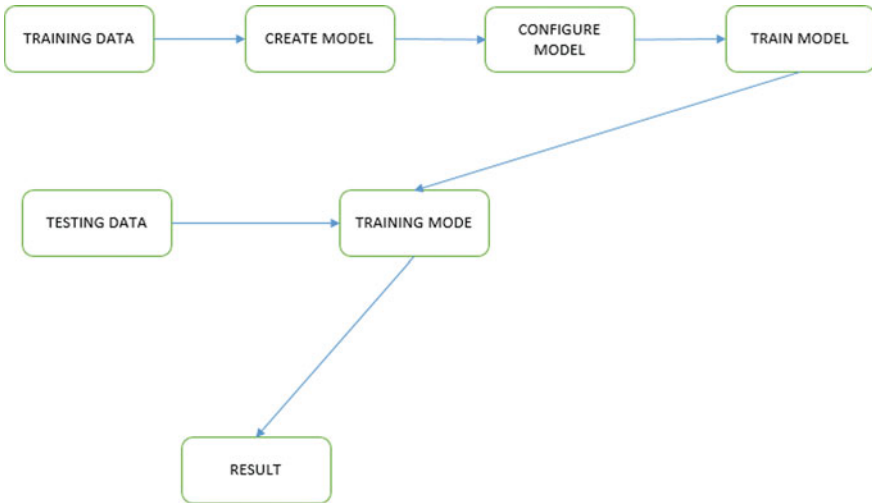 TRAINING DATA
CREATE MODEL
CONFIGURE
MODEL
TRAIN MODEL
TESTING DATA
TRAINING MODE
RESULT